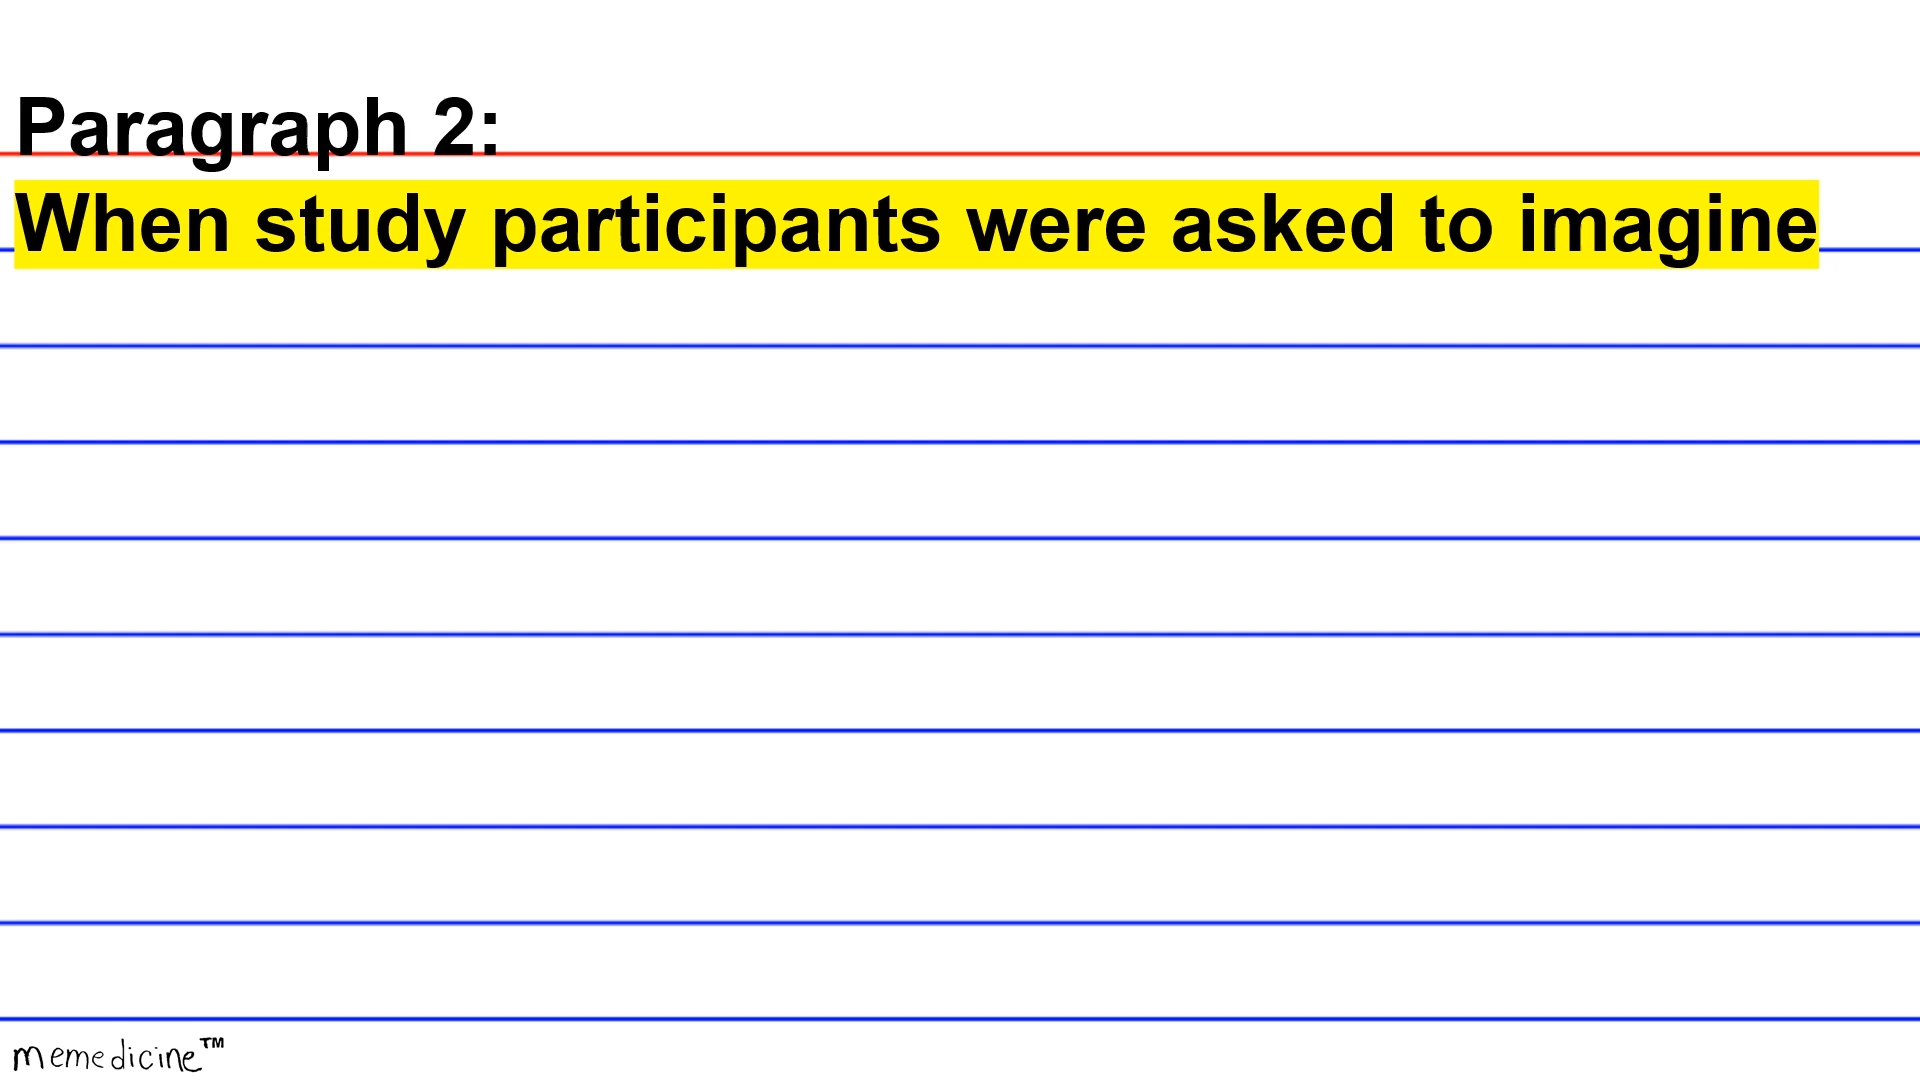 Paragraph 2:
When study participants were asked to imagine
memedicine™